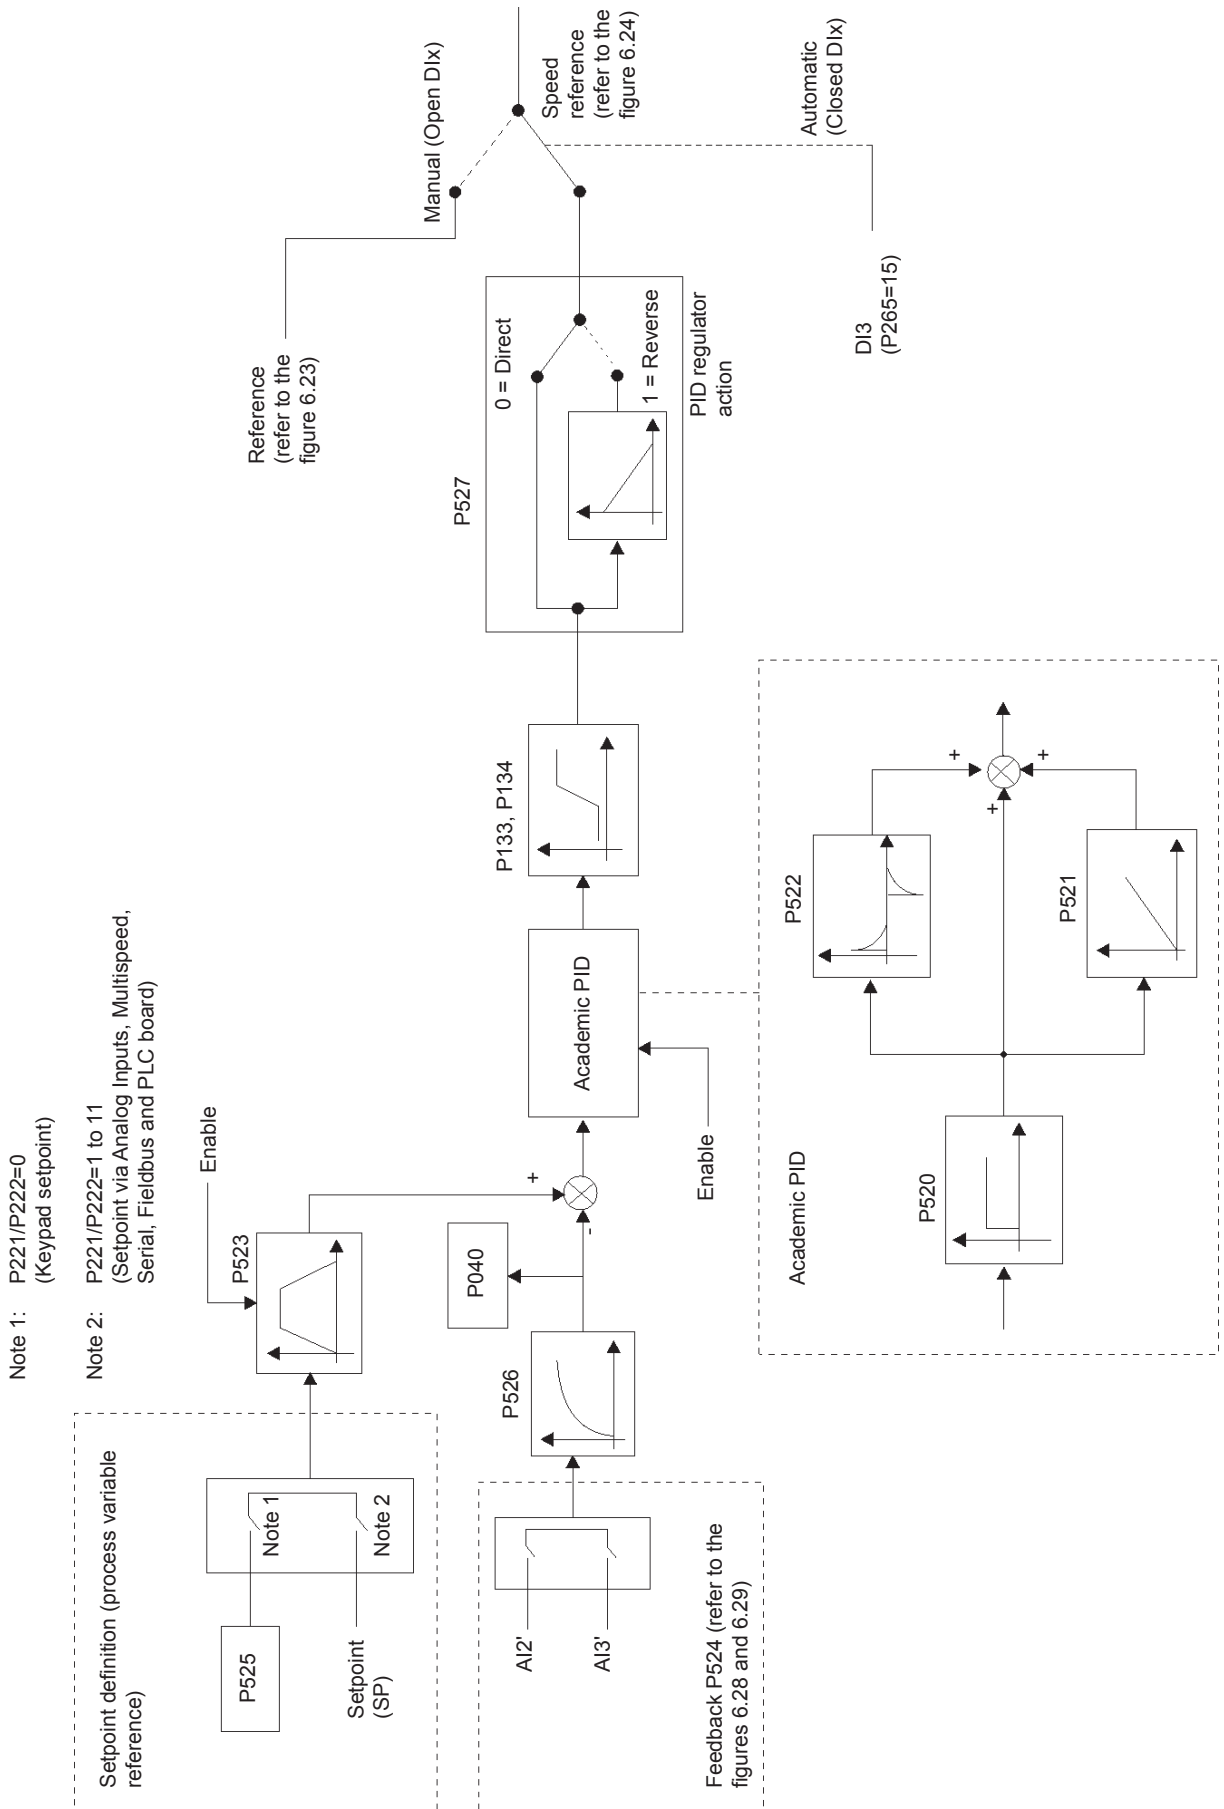 Note 1: P221/P222=0
(Keypad setpoint)
Note 2: P221/P222=1 to 11
(Setpoint via Analog Inputs, Multispeed,
Serial, Fieldbus and PLC board)
Setpoint definition (process variable
reference)
P525
Setpoint
(SP)
Note 1
Note 2
P523
Enable
Feedback P524 (refer to the
figures 6.28 and 6.29)
AI2'
AI3'
P526
P040
+
-
Academic PID
Enable
P133, P134
P527
0 = Direct
1 = Reverse
PID regulator
action
Reference
(refer to the
figure 6.23)
Manual (Open DIx)
Speed
reference
(refer to the
figure 6.24)
Automatic
(Closed DIx)
DI3
(P265=15)
Academic PID
P520
P522
P521
+
+
+